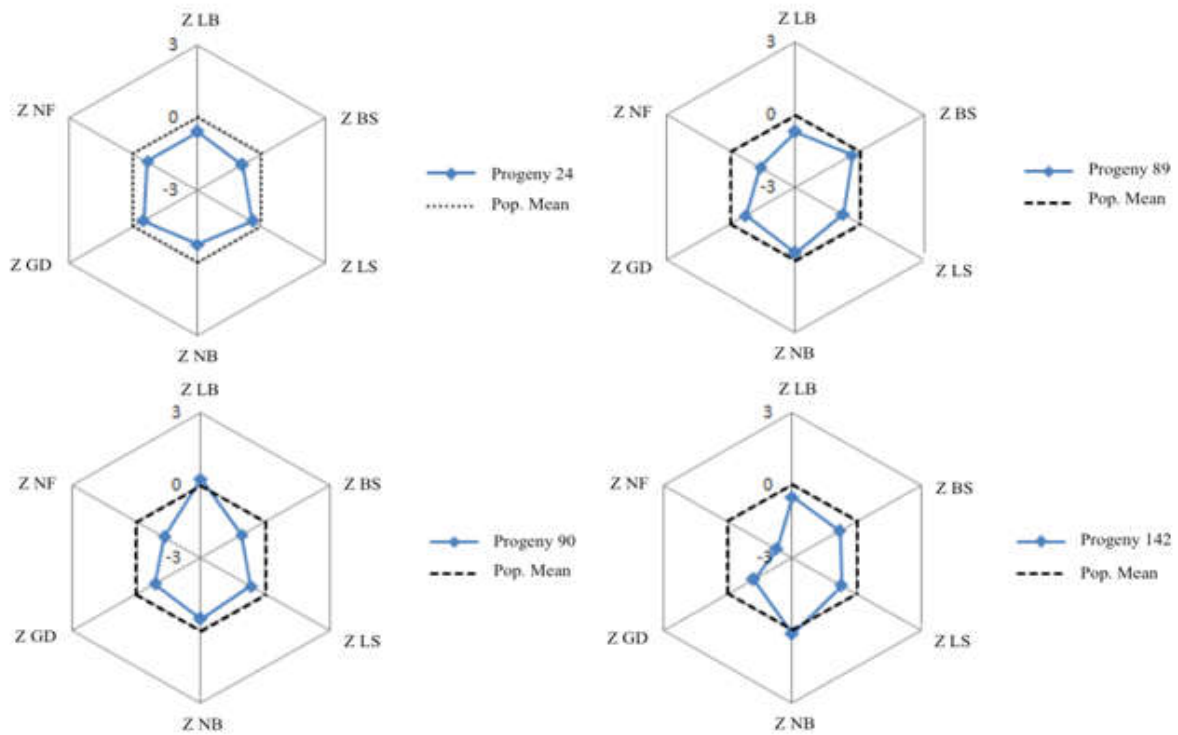 Z LB
3
Z NF
0
Z BS
-3
Progeny 24
Pop. Mean
Z GD
Z LS
Z NB
Z LB
3
Z NF
0
Z BS
-3
Progeny 89
Pop. Mean
Z GD
Z LS
Z NB
Z LB
3
Z NF
0
Z BS
-3
Progeny 90
Pop. Mean
Z GD
Z LS
Z NB
Z LB
3
Z NF
0
Z BS
-3
Progeny 142
Pop. Mean
Z GD
Z LS
Z NB